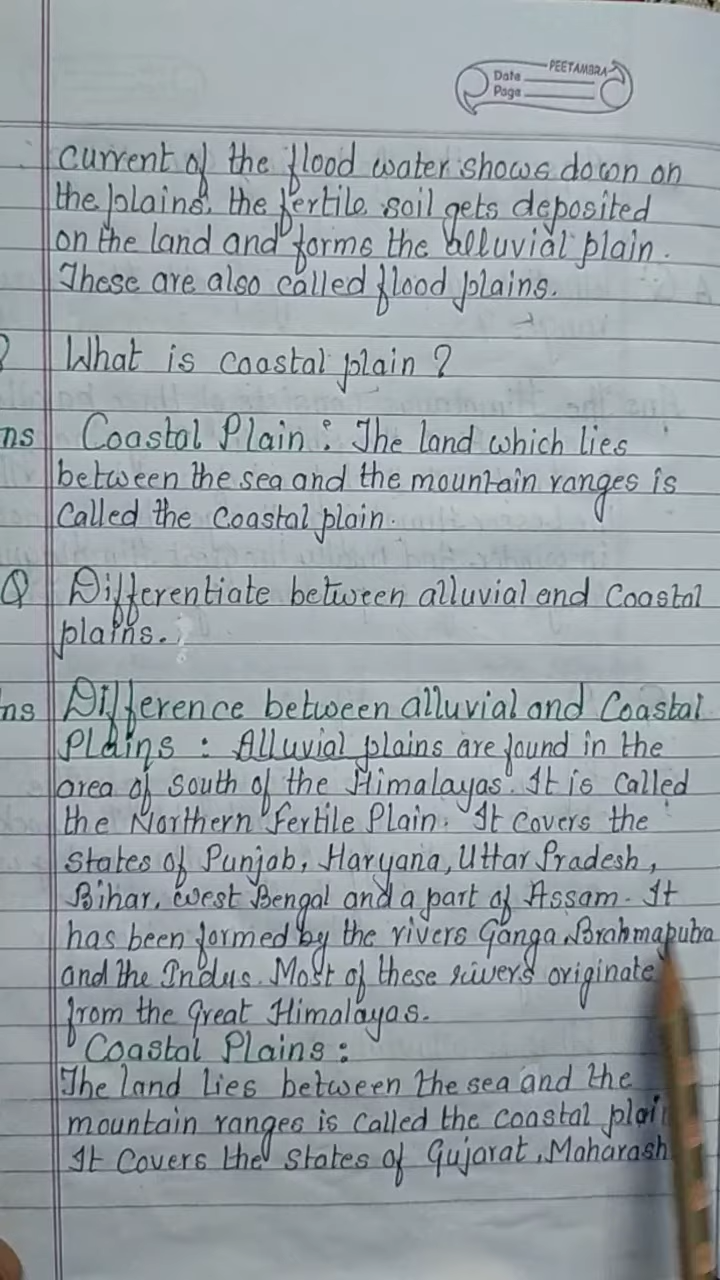 PEETAMBRA
Date
Page
current of the flood water shows down on
the plains, the fertile soil gets deposited
on the land and forms the alluvial plain.
These are also called flood plains.
What is coastal plain ?
ns Coastal Plain : The land which lies
between the sea and the mountain ranges is
called the coastal plain.
Q Differentiate between alluvial and Coastal
plains.
ns Difference between alluvial and Coastal
Plains : Alluvial plains are found in the
area of south of the Himalayas. It is called
the Northern Fertile Plain. It covers the
states of Punjab, Haryana, Uttar Pradesh,
Bihar, West Bengal and a part of Assam. It
has been formed by the rivers Ganga, Brahmaputra
and the Indus. Most of these rivers originate
from the Great Himalayas.
Coastal Plains :
The land lies between the sea and the
mountain ranges is called the coastal plai
It covers the states of Gujarat, Maharash